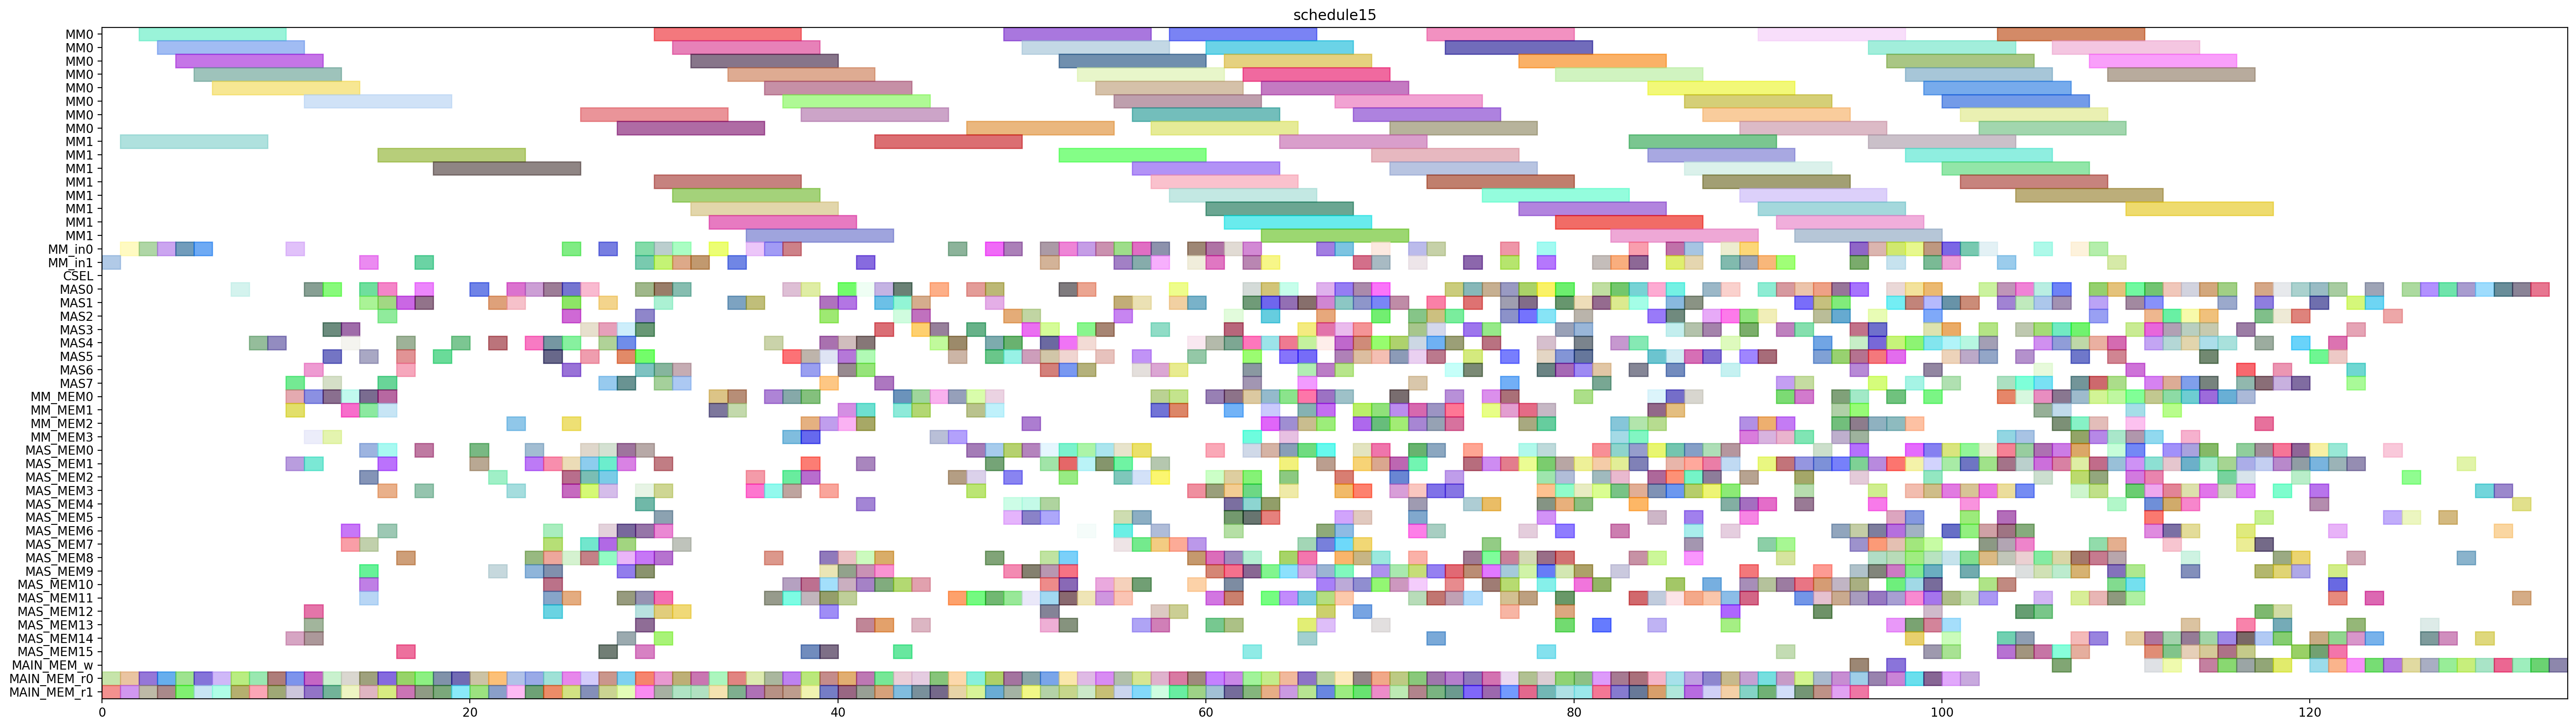 schedule15
MM0
MM0
MM0
MM0
MM0
MM0
MM0
MM0
MM1
MM1
MM1
MM1
MM1
MM1
MM1
MM1
MM_in0
MM_in1
CSEL
MAS0
MAS1
MAS2
MAS3
MAS4
MAS5
MAS6
MAS7
MM_MEM0
MM_MEM1
MM_MEM2
MM_MEM3
MAS_MEM0
MAS_MEM1
MAS_MEM2
MAS_MEM3
MAS_MEM4
MAS_MEM5
MAS_MEM6
MAS_MEM7
MAS_MEM8
MAS_MEM9
MAS_MEM10
MAS_MEM11
MAS_MEM12
MAS_MEM13
MAS_MEM14
MAS_MEM15
MAIN_MEM_w
MAIN_MEM_r0
MAIN_MEM_r1
0 20 40 60 80 100 120